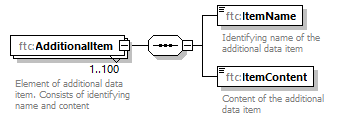 ftc:ItemName
Identifying name of the
additional data item
ftc:AdditionalItem
1..100
Element of additional data
item. Consists of identifying
name and content
ftc:ItemContent
Content of the additional
data item